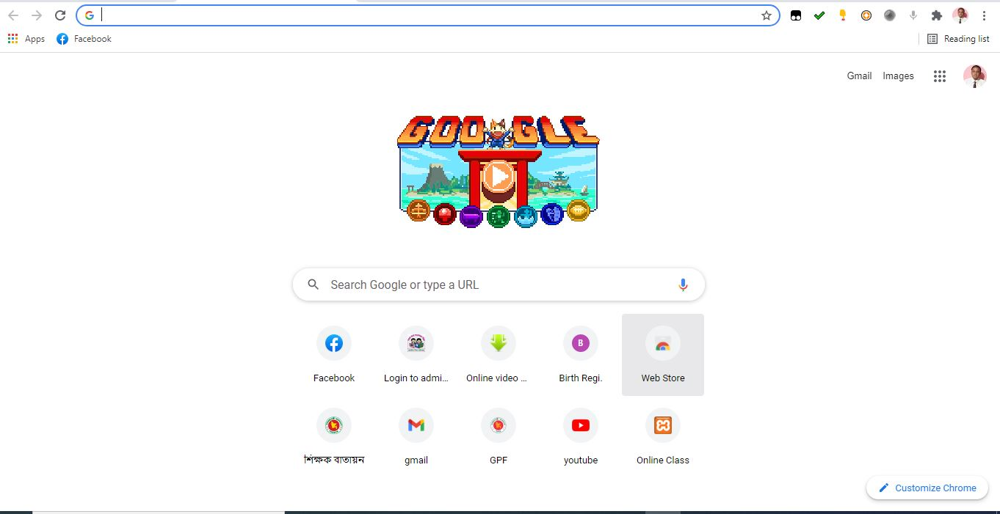 Apps
Facebook
Reading list
Gmail
Images
GOOGLE
Search Google or type a URL
Facebook
Login to admi...
Online video ...
B
Birth Regi.
Web Store
শিক্ষক বাতায়ন
gmail
GPF
youtube
Online Class
Customize Chrome